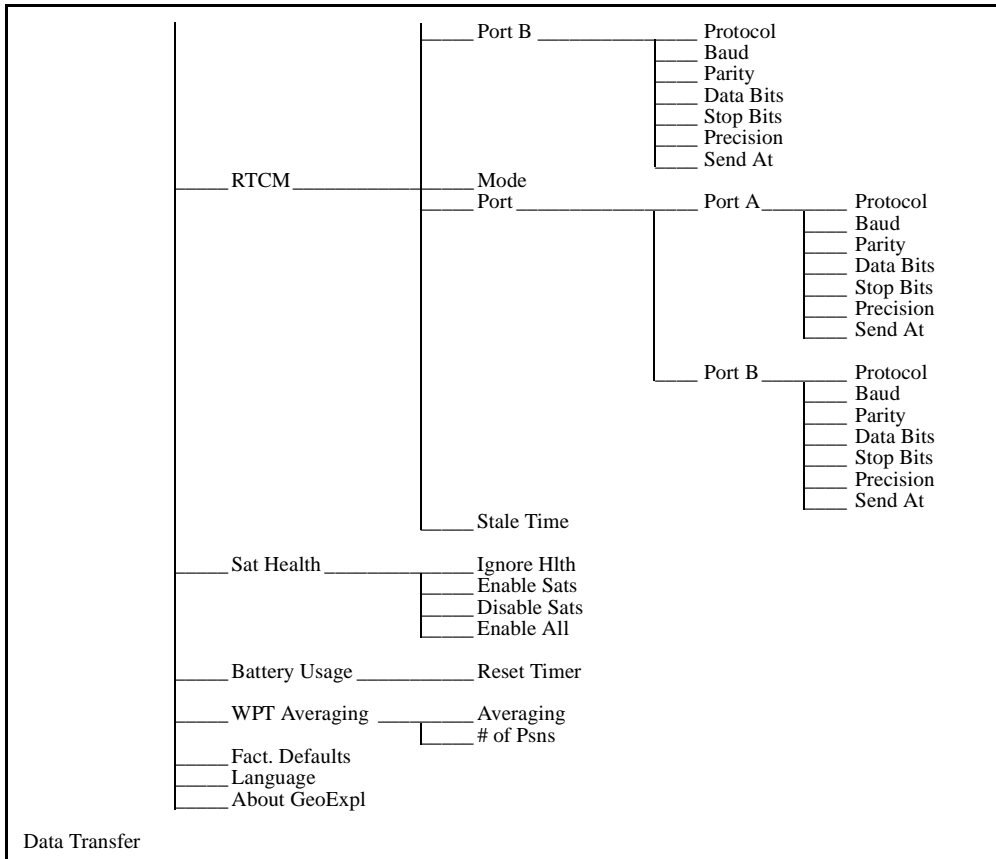 Port B Protocol
Baud
Parity
Data Bits
Stop Bits
Precision
Send At
RTCM Mode
Port Port A Protocol
Baud
Parity
Data Bits
Stop Bits
Precision
Send At
Port B Protocol
Baud
Parity
Data Bits
Stop Bits
Precision
Send At
Stale Time
Sat Health Ignore Hlth
Enable Sats
Disable Sats
Enable All
Battery Usage Reset Timer
WPT Averaging Averaging
# of Psns
Fact. Defaults
Language
About GeoExpl
Data Transfer